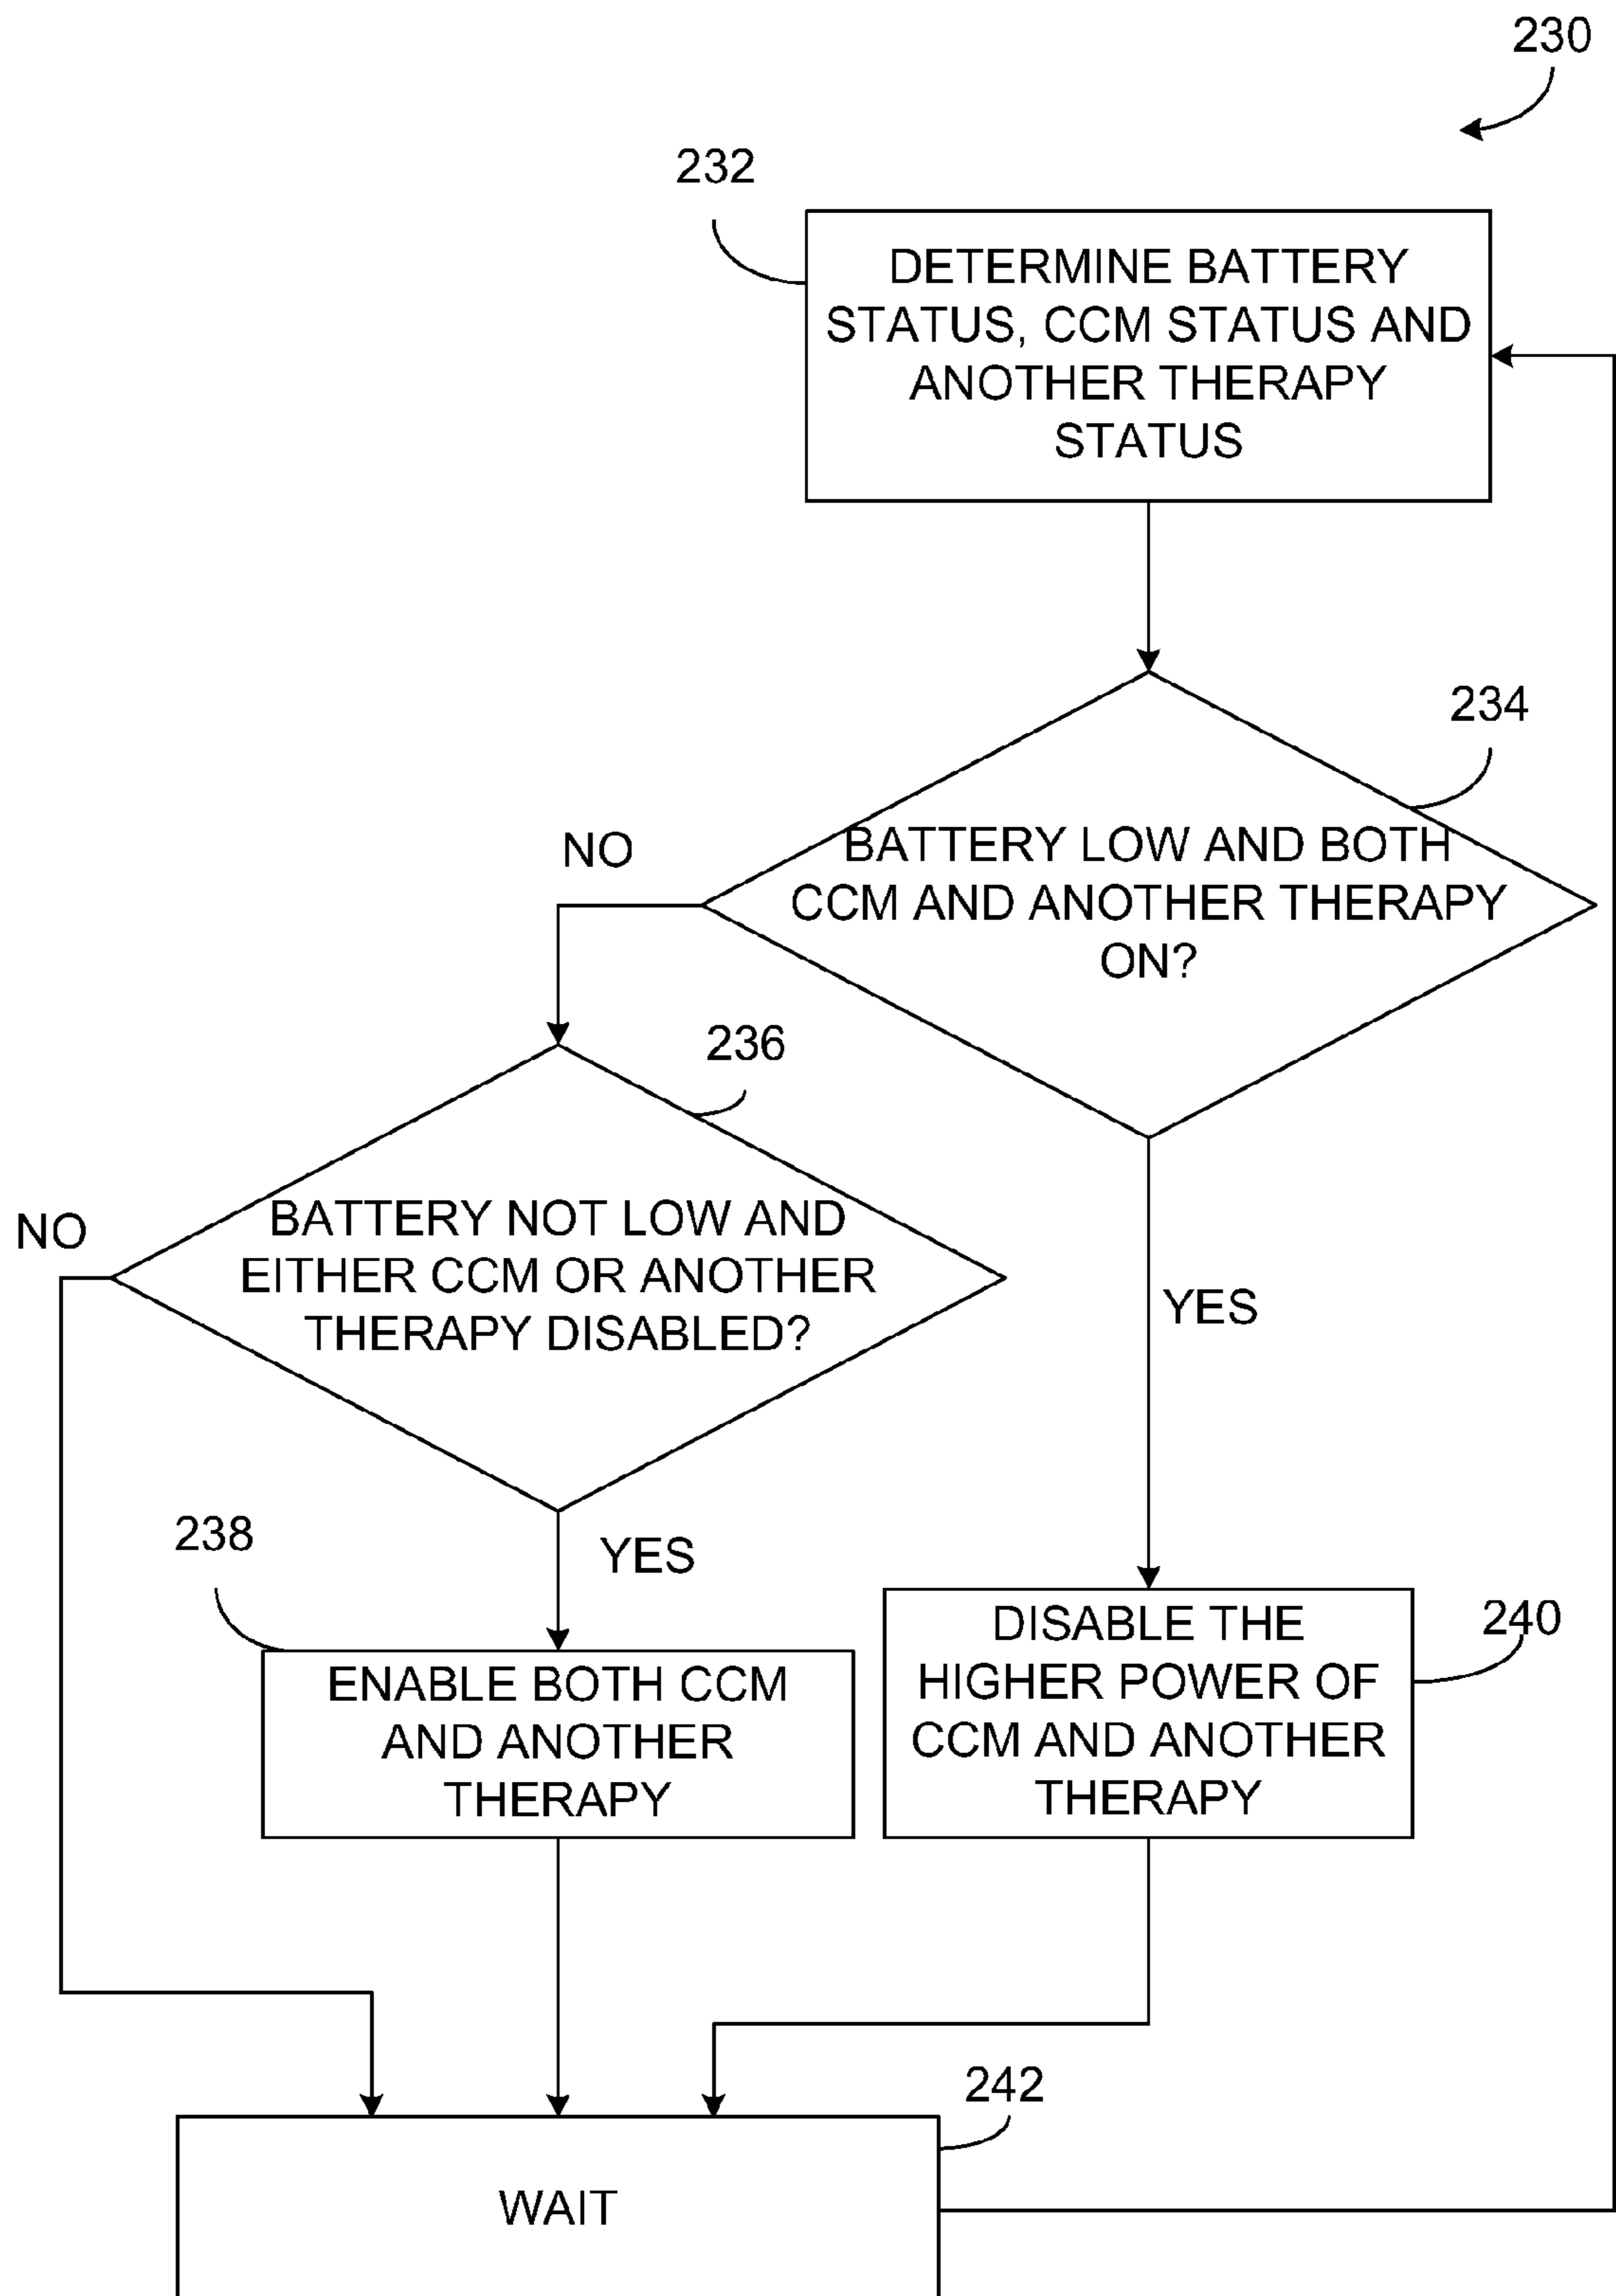 230
232
DETERMINE BATTERY
STATUS, CCM STATUS AND
ANOTHER THERAPY
STATUS
234
NO
BATTERY LOW AND BOTH
CCM AND ANOTHER THERAPY
ON?
236
NO
BATTERY NOT LOW AND
EITHER CCM OR ANOTHER
THERAPY DISABLED?
YES
238
YES
ENABLE BOTH CCM
AND ANOTHER
THERAPY
240
DISABLE THE
HIGHER POWER OF
CCM AND ANOTHER
THERAPY
242
WAIT